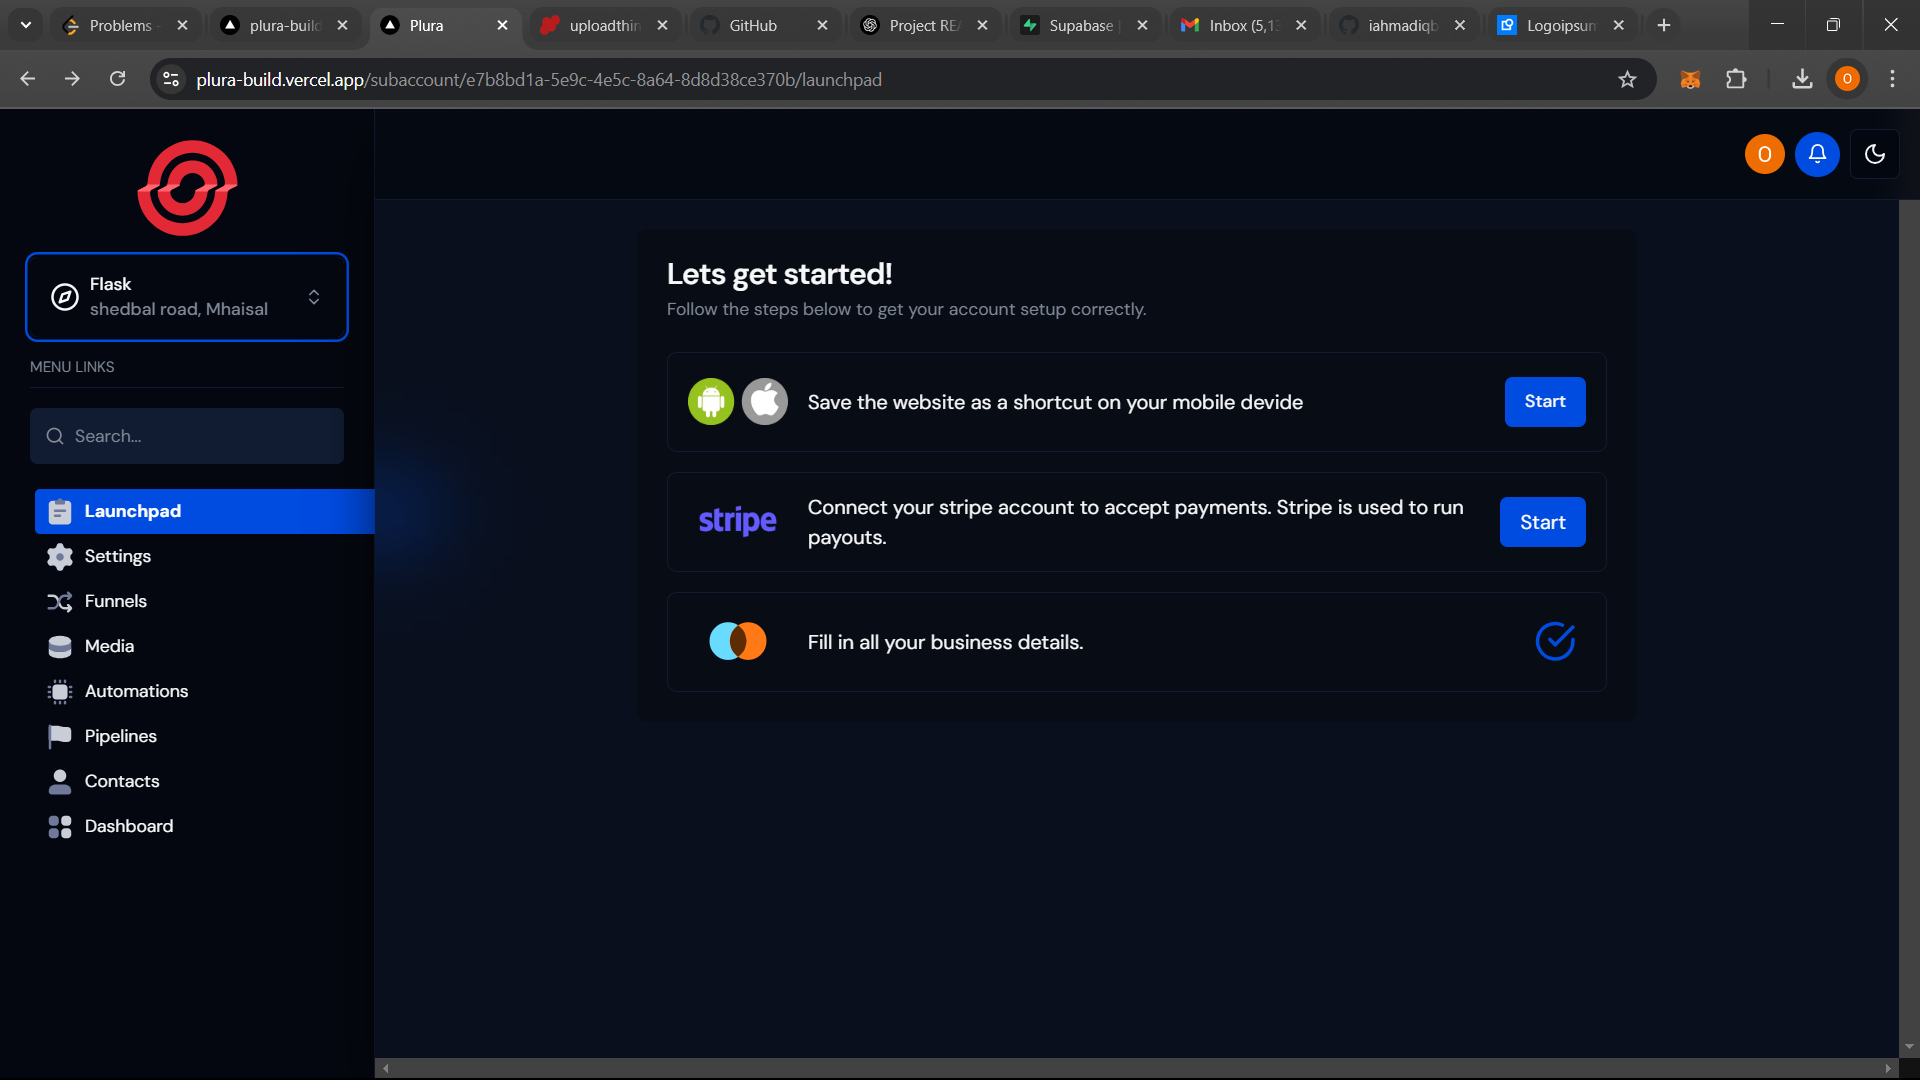 Problems -
plura-build
Plura
uploadthin
GitHub
Project REA
Supabase |
Inbox (5,13
iahmadiqb
Logoipsum
plura-build.vercel.app/subaccount/e7b8bd1a-5e9c-4e5c-8a64-8d8d38ce370b/launchpad
O
O
Flask
shedbal road, Mhaisal
MENU LINKS
Search...
Launchpad
Settings
Funnels
Media
Automations
Pipelines
Contacts
Dashboard
Lets get started!
Follow the steps below to get your account setup correctly.
Save the website as a shortcut on your mobile devide
Start
stripe
Connect your stripe account to accept payments. Stripe is used to run
payouts.
Start
Fill in all your business details.